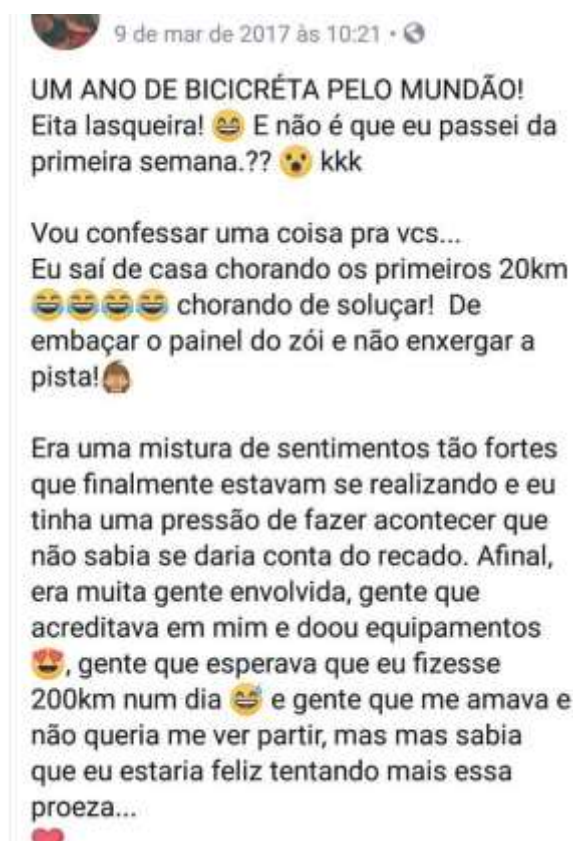 9 de mar de 2017 às 10:21 •
UM ANO DE BICICRÉTA PELO MUNDÃO!
Eita lasqueira! 😄 E não é que eu passei da
primeira semana.?? 😮 kkk
Vou confessar uma coisa pra vcs...
Eu saí de casa chorando os primeiros 20km
😂😂😂😂 chorando de soluçar! De
embaçar o painel do zói e não enxergar a
pista!🙈
Era uma mistura de sentimentos tão fortes
que finalmente estavam se realizando e eu
tinha uma pressão de fazer acontecer que
não sabia se daria conta do recado. Afinal,
era muita gente envolvida, gente que
acreditava em mim e doou equipamentos
😍, gente que esperava que eu fizesse
200km num dia 😅 e gente que me amava e
não queria me ver partir, mas mas sabia
que eu estaria feliz tentando mais essa
proeza...
❤️